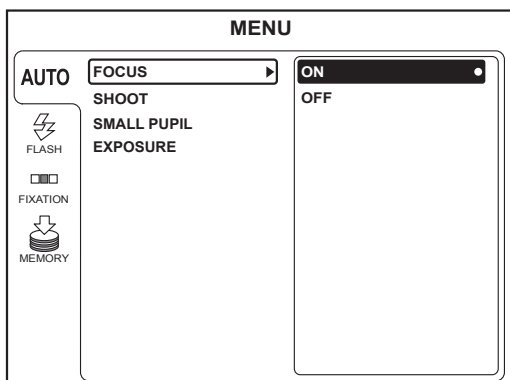 MENU
AUTO
FLASH
FIXATION
MEMORY
FOCUS
SHOOT
SMALL PUPIL
EXPOSURE
ON
OFF